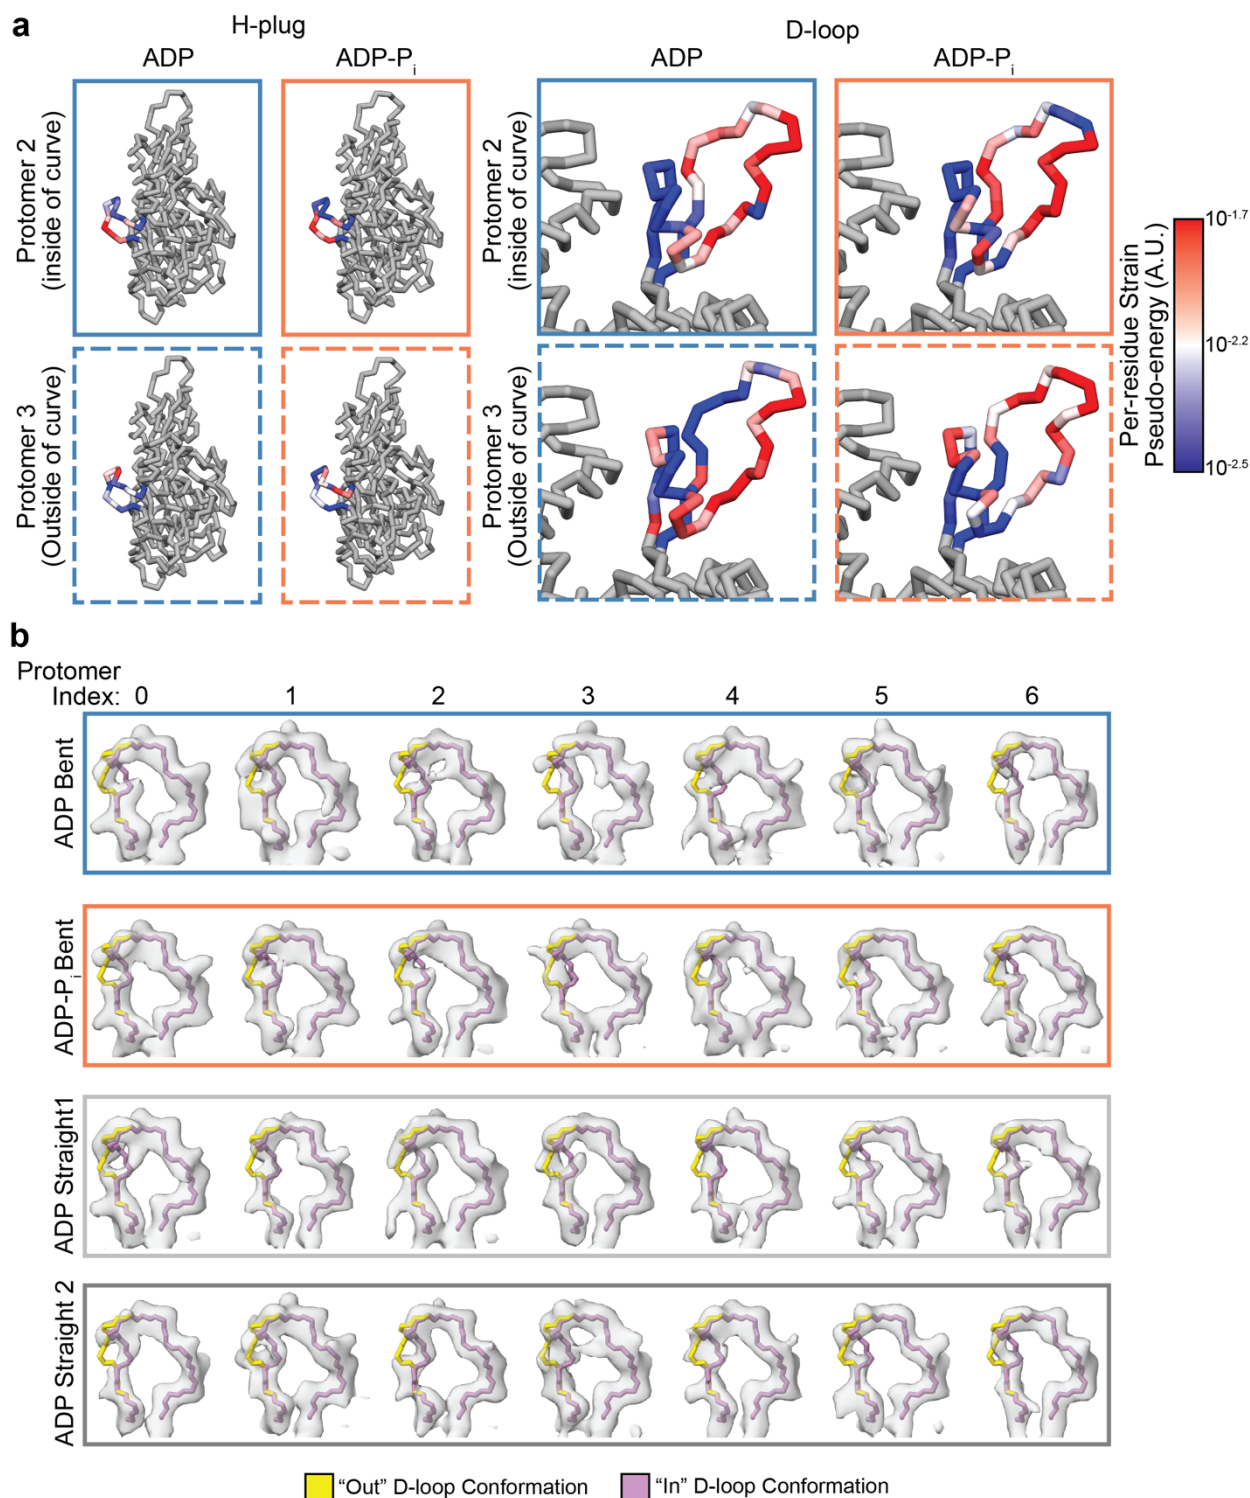 a
H-plug
D-loop
ADP
ADP-Pi
ADP
ADP-Pi
Protomer 2
(inside of curve)
Protomer 2
(inside of curve)
Protomer 3
(Outside of curve)
Protomer 3
(Outside of curve)
Per-residue Strain
Pseudo-energy (A.U.)
10-1.7
10-2.2
10-2.5
b
Protomer
Index: 0 1 2 3 4 5 6
ADP Bent
ADP-Pi Bent
ADP Straight1
ADP Straight 2
“Out” D-loop Conformation
“In” D-loop Conformation